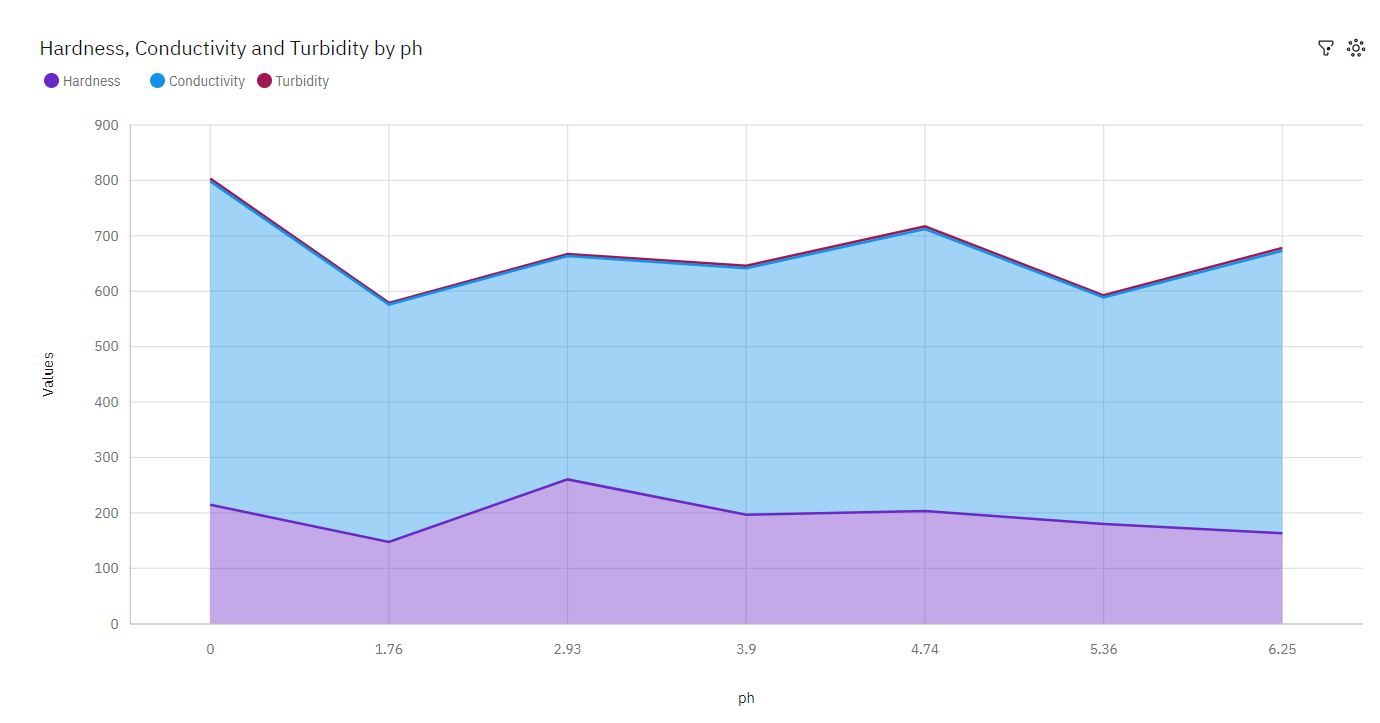 Hardness, Conductivity and Turbidity by ph
Hardness Conductivity Turbidity
900
800
700
600
500
400
300
200
100
0
Values
0 1.76 2.93 3.9 4.74 5.36 6.25
ph